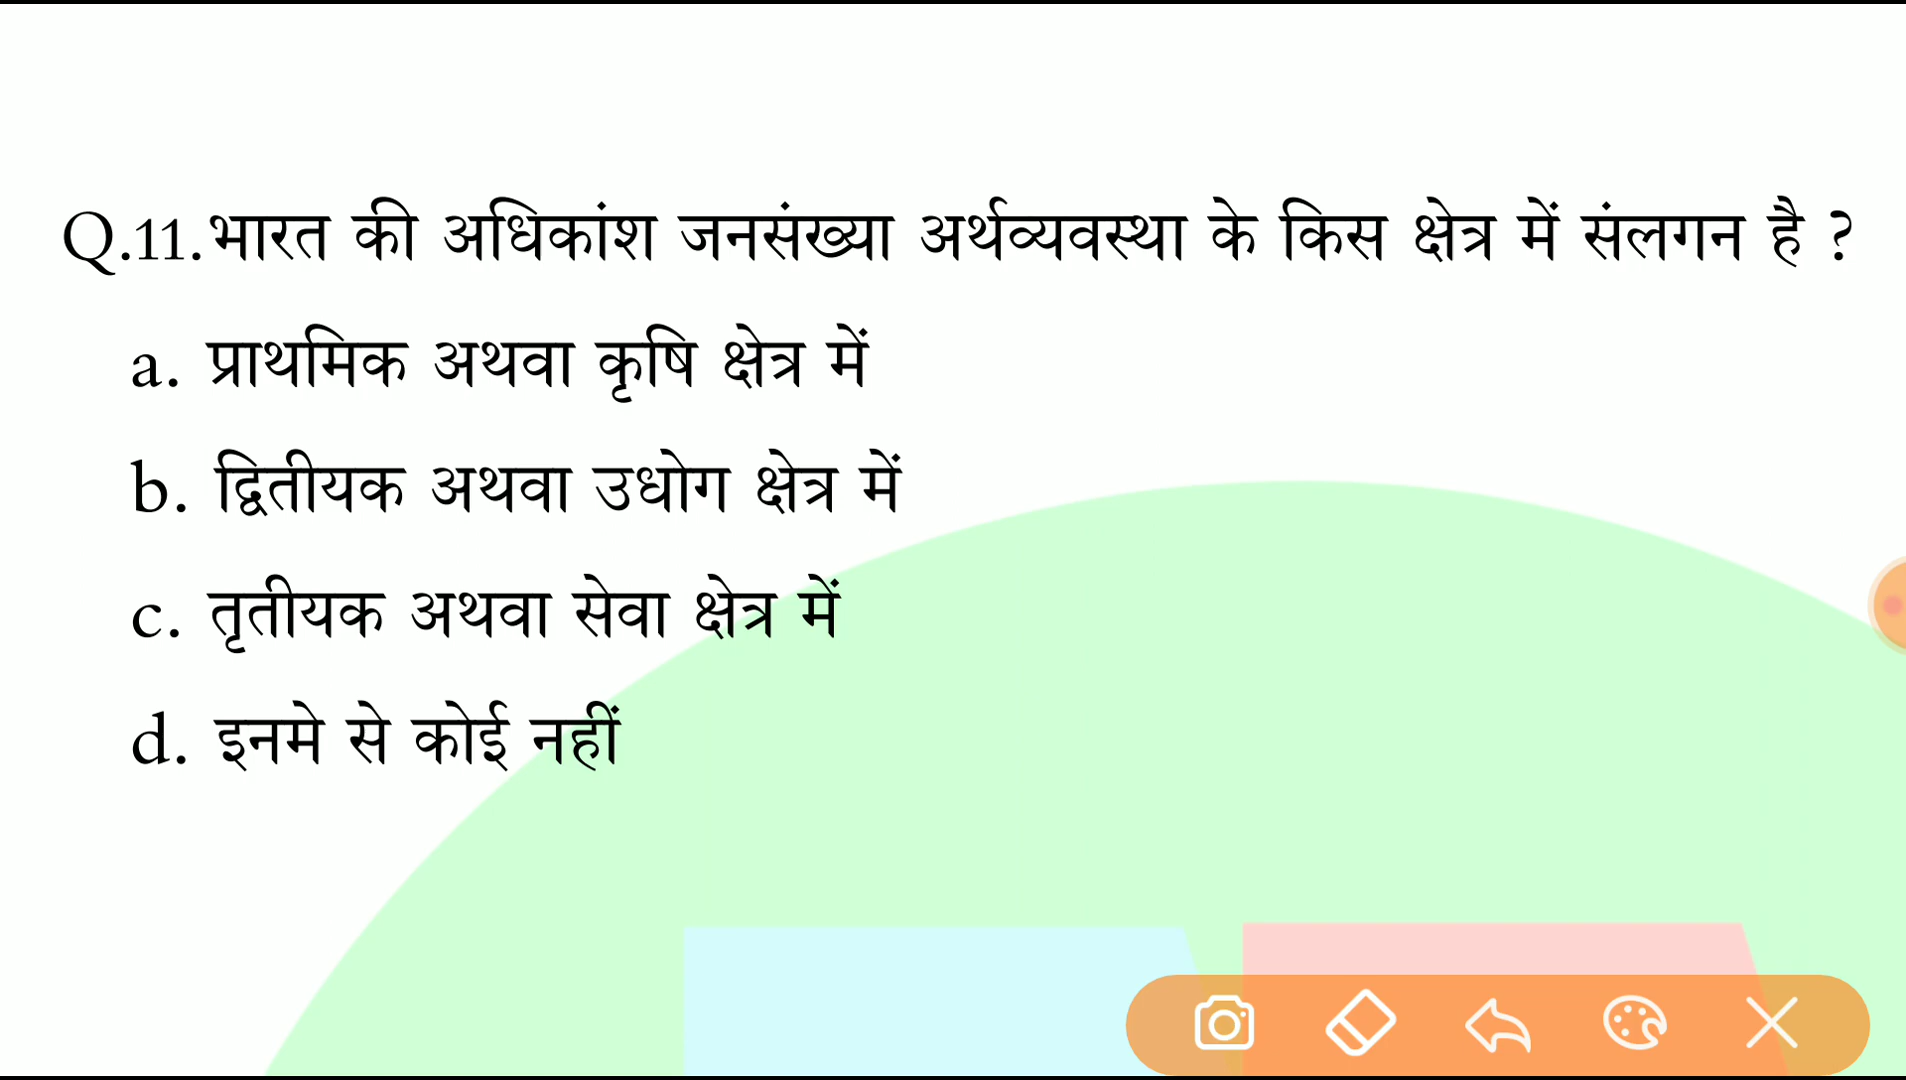 Q.11.भारत की अधिकांश जनसंख्या अर्थव्यवस्था के किस क्षेत्र में संलगन है ?
a. प्राथमिक अथवा कृषि क्षेत्र में
b. द्वितीयक अथवा उधोग क्षेत्र में
c. तृतीयक अथवा सेवा क्षेत्र में
d. इनमे से कोई नहीं